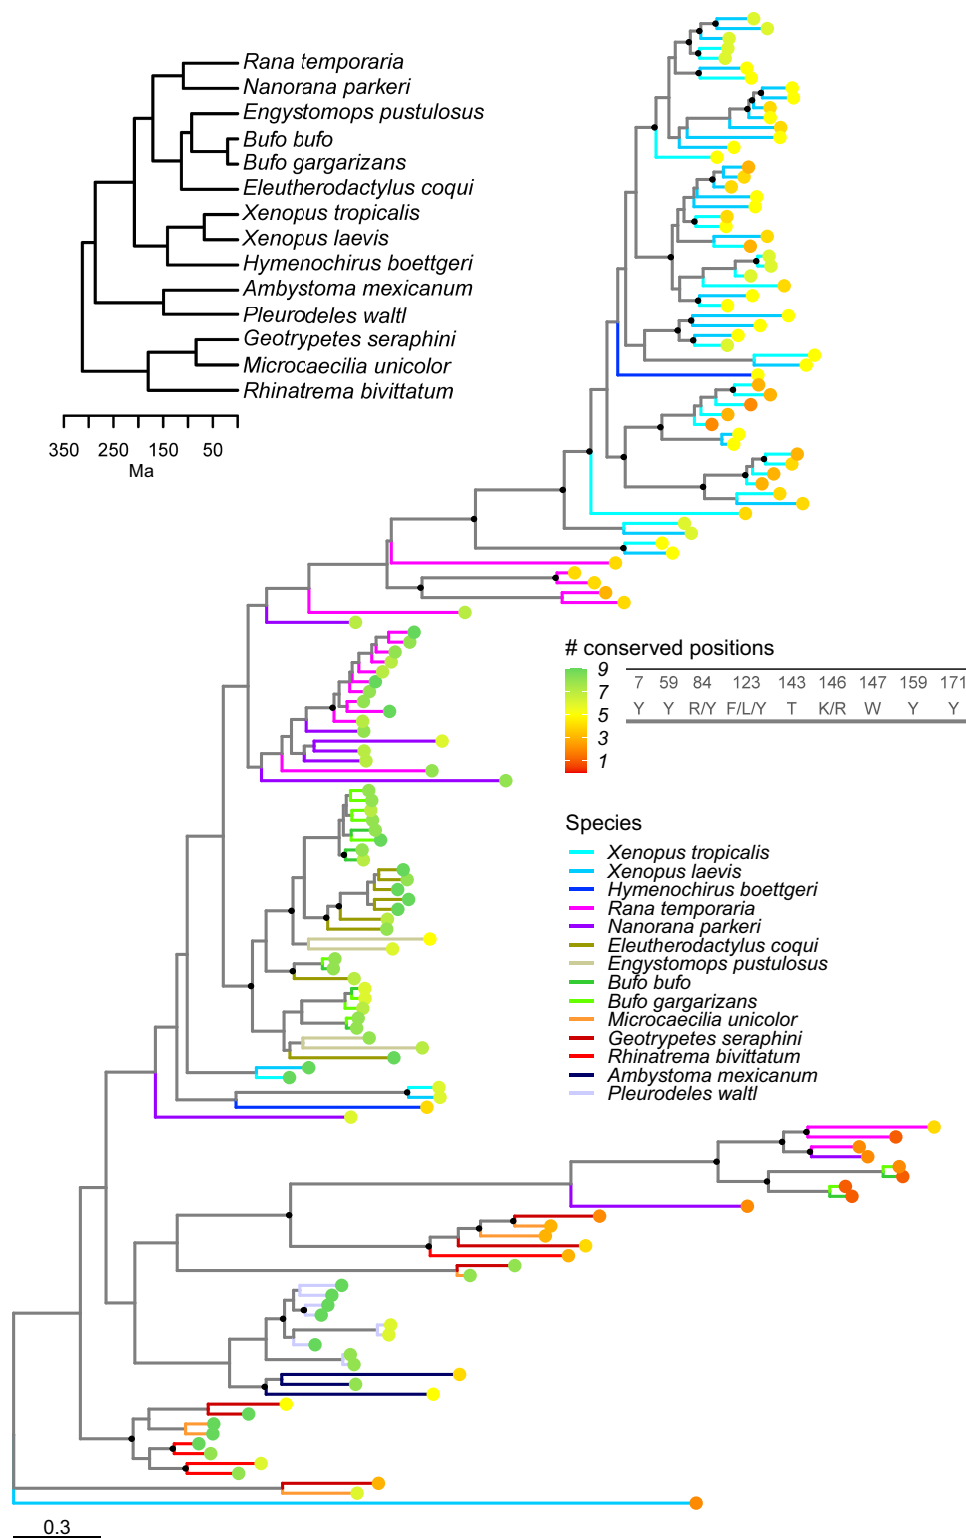 Rana temporaria
Nanorana parkeri
Engystomops pustulosus
Bufo bufo
Bufo gargarizans
Eleutherodactylus coqui
Xenopus tropicalis
Xenopus laevis
Hymenochirus boettgeri
Ambystoma mexicanum
Pleurodeles waltl
Geotrypetes seraphini
Microcaecilia unicolor
Rhinatrema bivittatum
350 250 150 50
Ma
# conserved positions
9
7
5
3
1
7 59 84 123 143 146 147 159 171
Y Y R/Y F/L/Y T K/R W Y Y
Species
Xenopus tropicalis
Xenopus laevis
Hymenochirus boettgeri
Rana temporaria
Nanorana parkeri
Eleutherodactylus coqui
Engystomops pustulosus
Bufo bufo
Bufo gargarizans
Microcaecilia unicolor
Geotrypetes seraphini
Rhinatrema bivittatum
Ambystoma mexicanum
Pleurodeles waltl
0.3